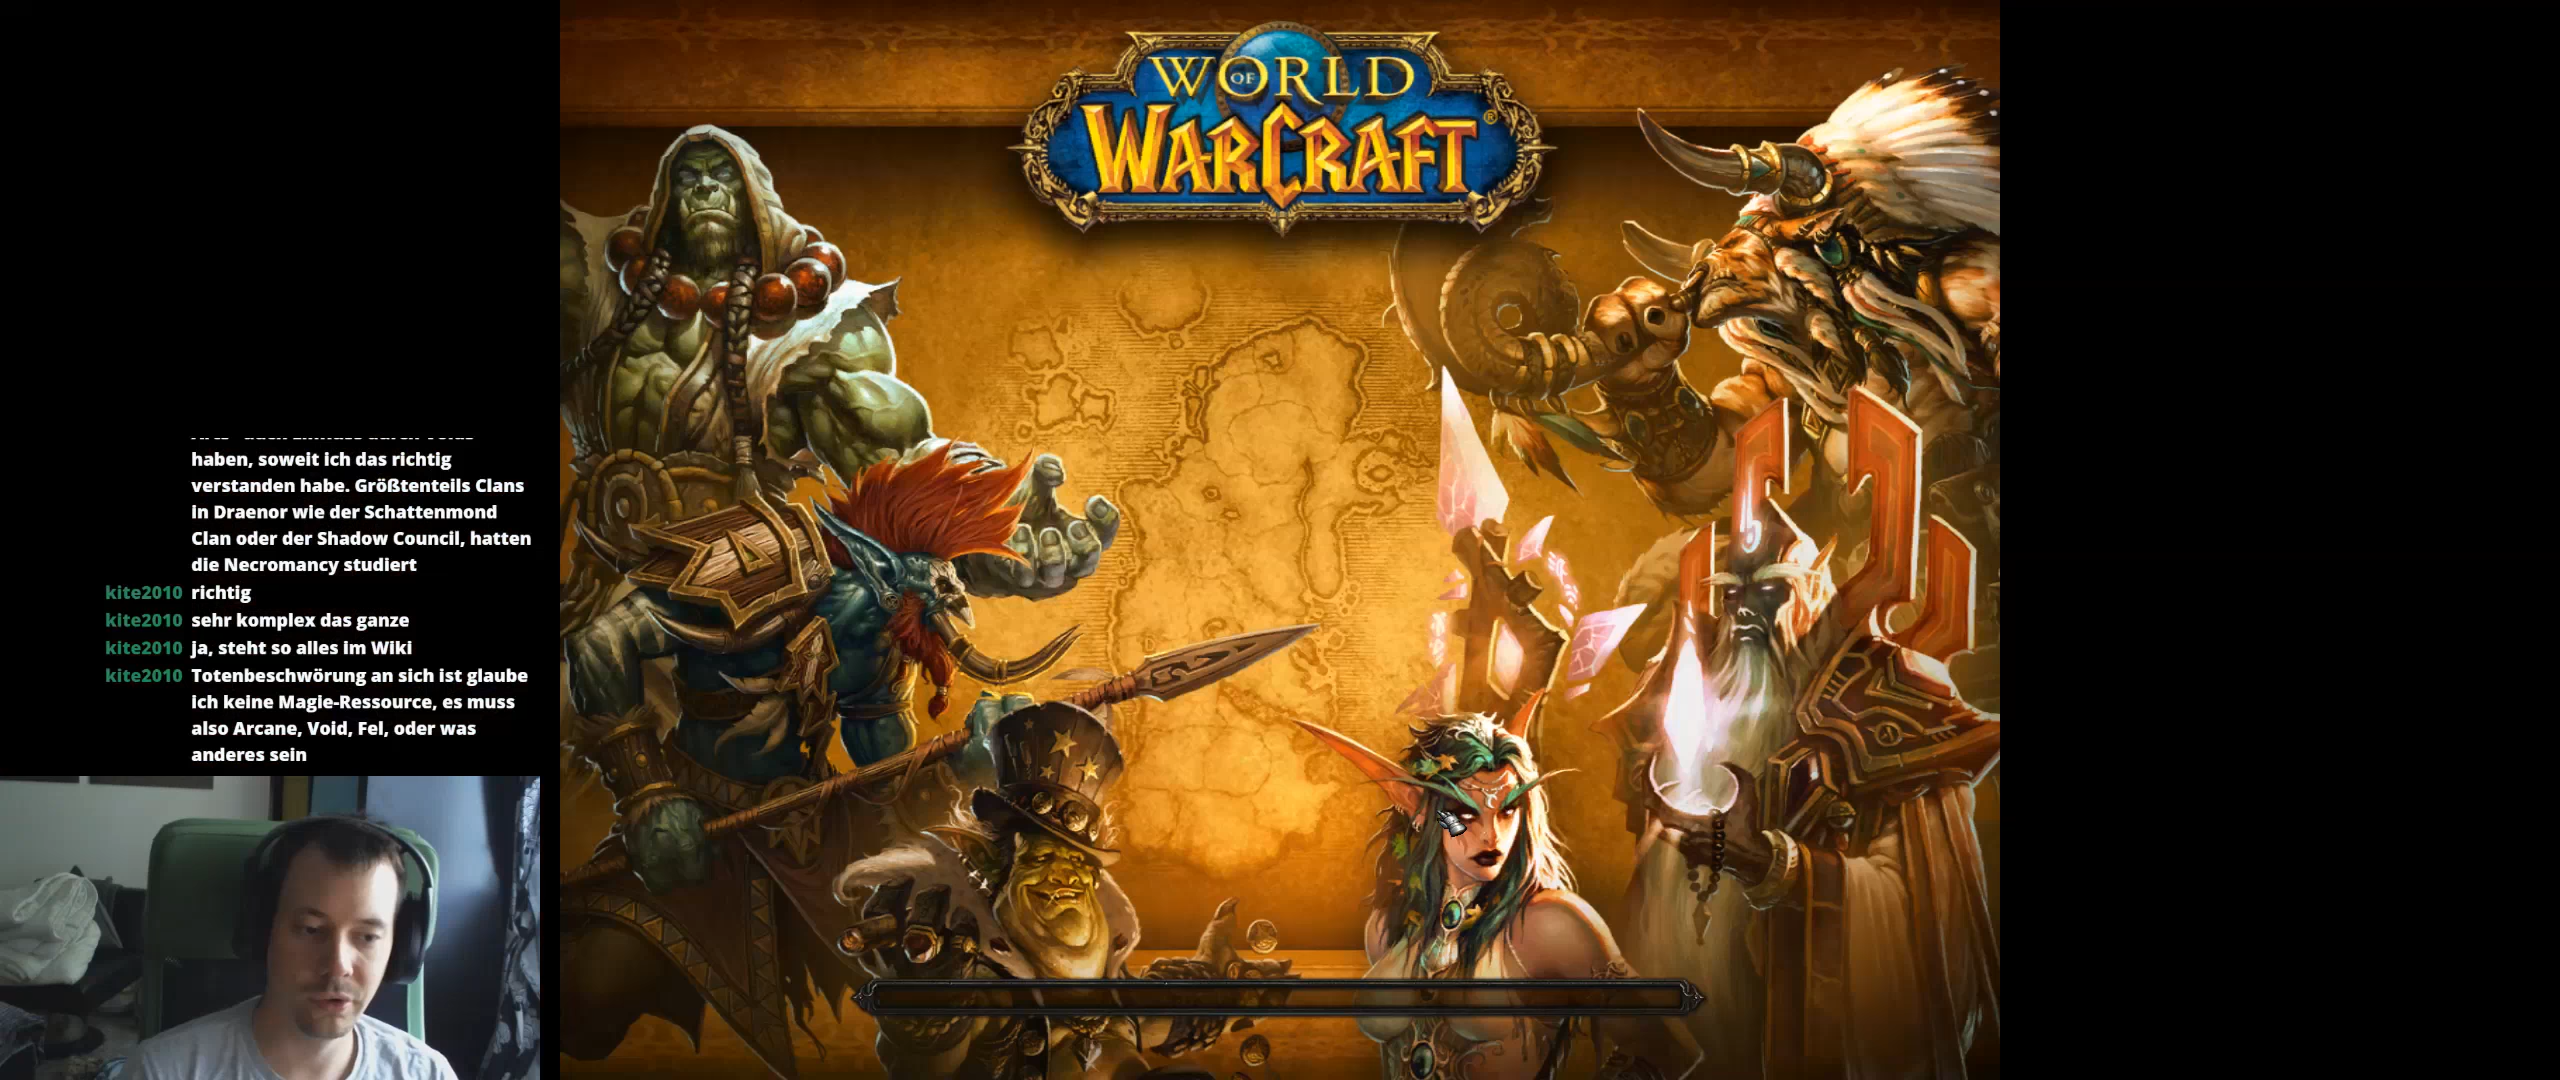 WORLD
OF
WARCRAFT
®
haben, soweit ich das richtig
verstanden habe. Größtenteils Clans
in Draenor wie der Schattenmond
Clan oder der Shadow Council, hatten
die Necromancy studiert
kite2010 richtig
kite2010 sehr komplex das ganze
kite2010 ja, steht so alles im Wiki
kite2010 Totenbeschwörung an sich ist glaube
ich keine Magie-Ressource, es muss
also Arcane, Void, Fel, oder was
anderes sein